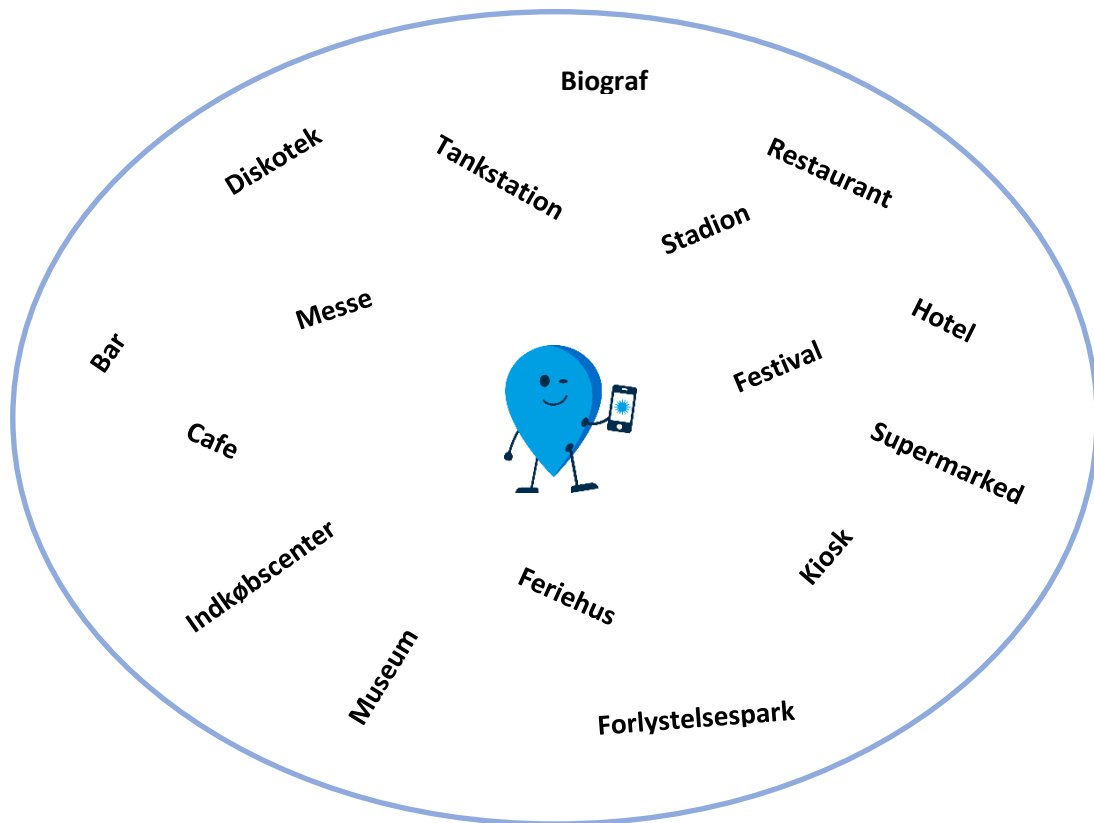 Biograf
Diskotek
Tankstation
Restaurant
Stadion
Messe
Hotel
Bar
Festival
Cafe
Supermarked
Indkøbscenter
Kiosk
Feriehus
Museum
Forlystelsespark